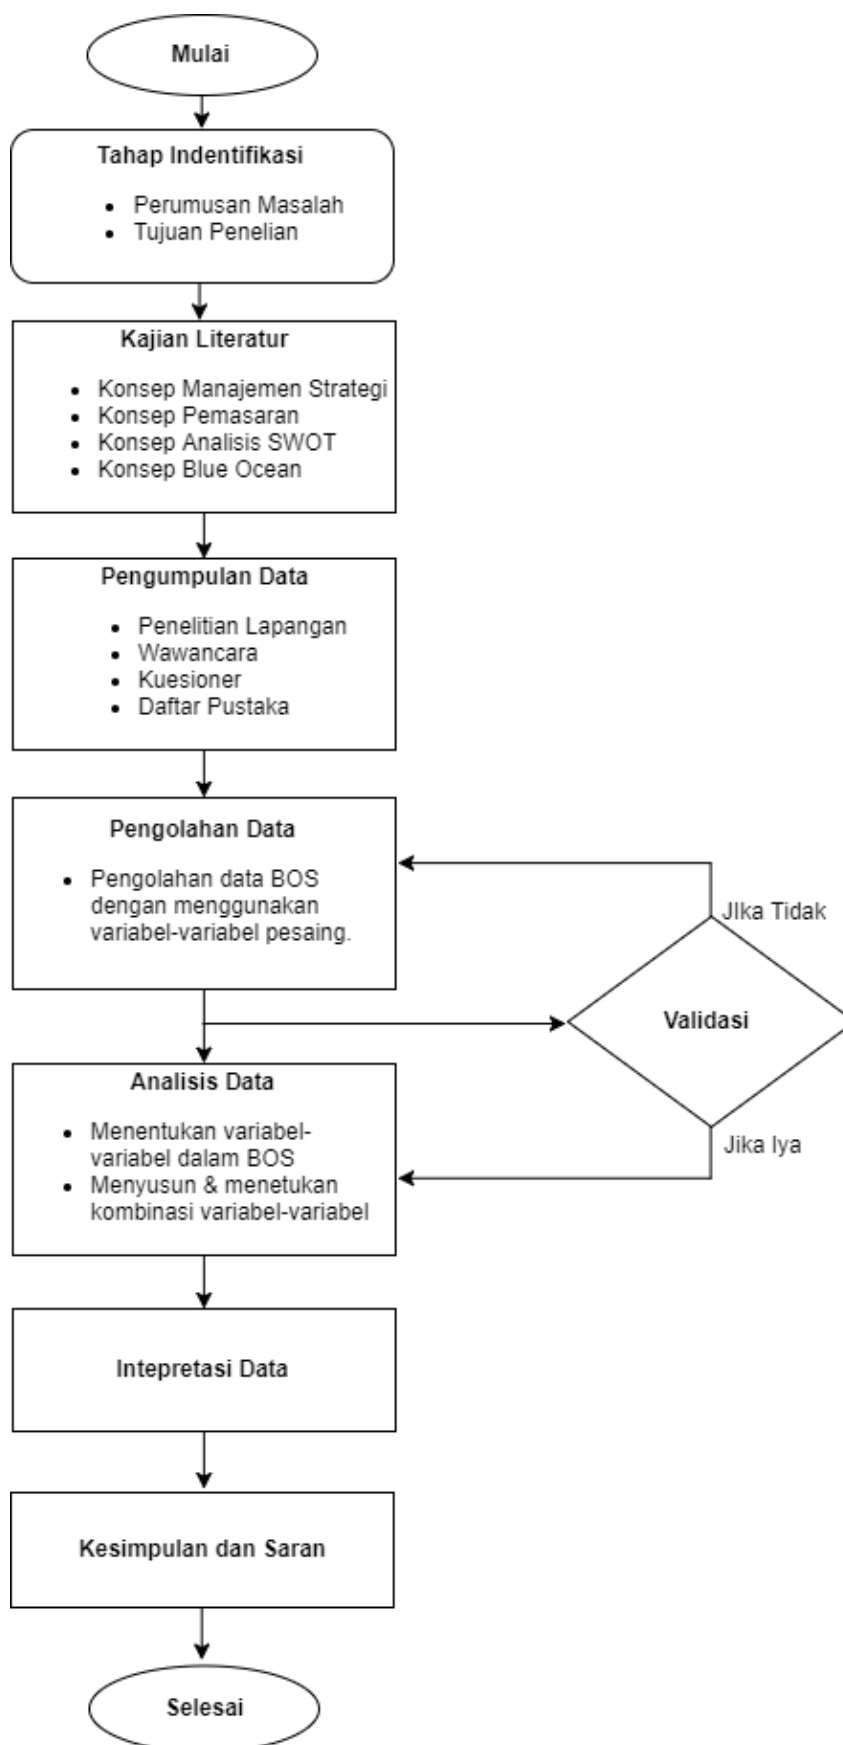 Mulai
Tahap Indentifikasi
• Perumusan Masalah
• Tujuan Penelian
Kajian Literatur
• Konsep Manajemen Strategi
• Konsep Pemasaran
• Konsep Analisis SWOT
• Konsep Blue Ocean
Pengumpulan Data
• Penelitian Lapangan
• Wawancara
• Kuesioner
• Daftar Pustaka
Pengolahan Data
• Pengolahan data BOS
dengan menggunakan
variabel-variabel pesaing.
JIka Tidak
Validasi
Jika Iya
Analisis Data
• Menentukan variabel-
variabel dalam BOS
• Menyusun & menetukan
kombinasi variabel-variabel
Intepretasi Data
Kesimpulan dan Saran
Selesai